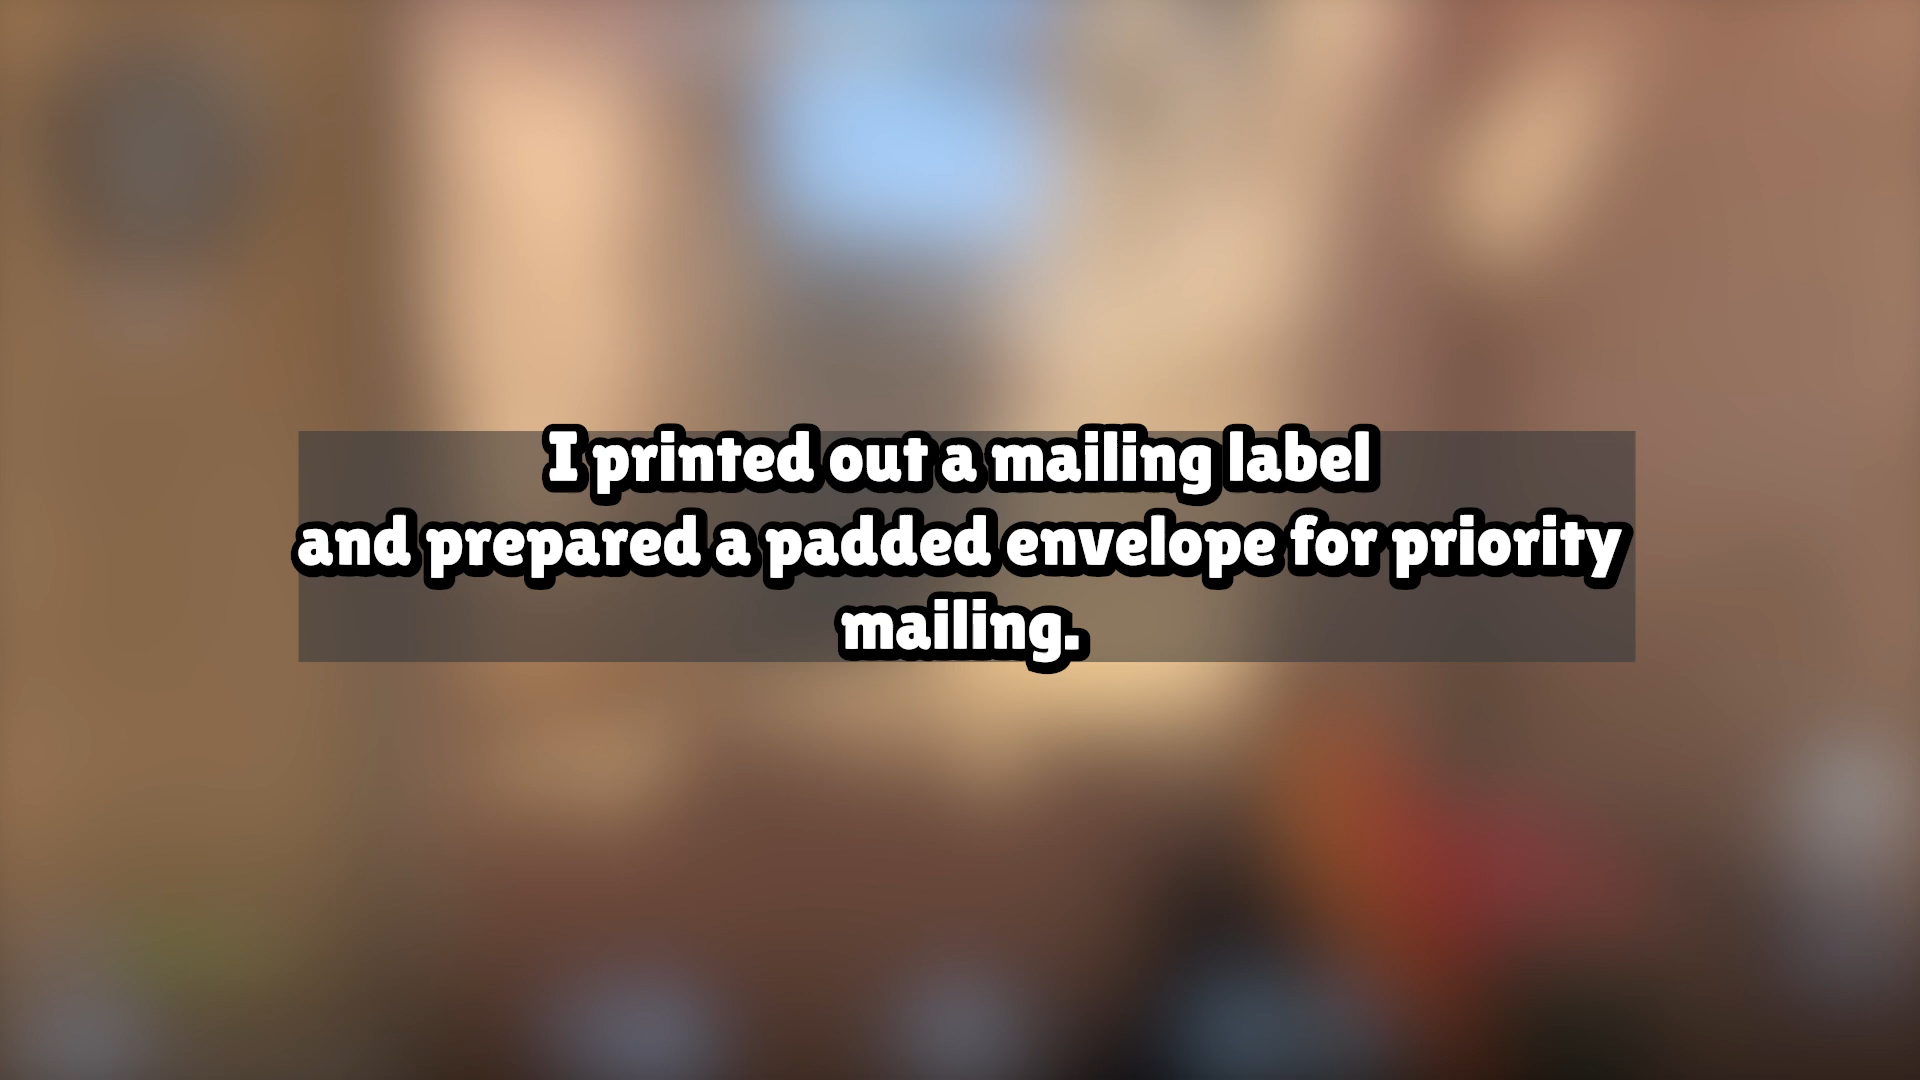 I printed out a mailing label
and prepared a padded envelope for priority
mailing.